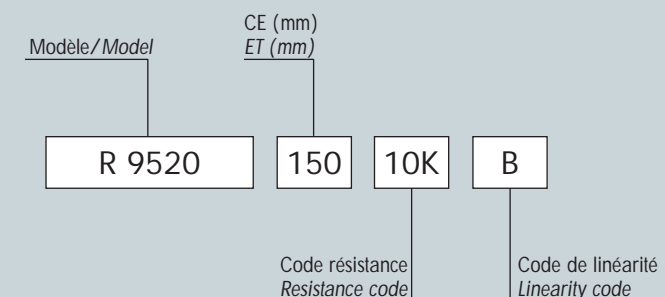 CE (mm)
Modèle/Model
ET (mm)
R 9520
150
10K
B
Code résistance
Resistance code
Code de linéarité
Linearity code